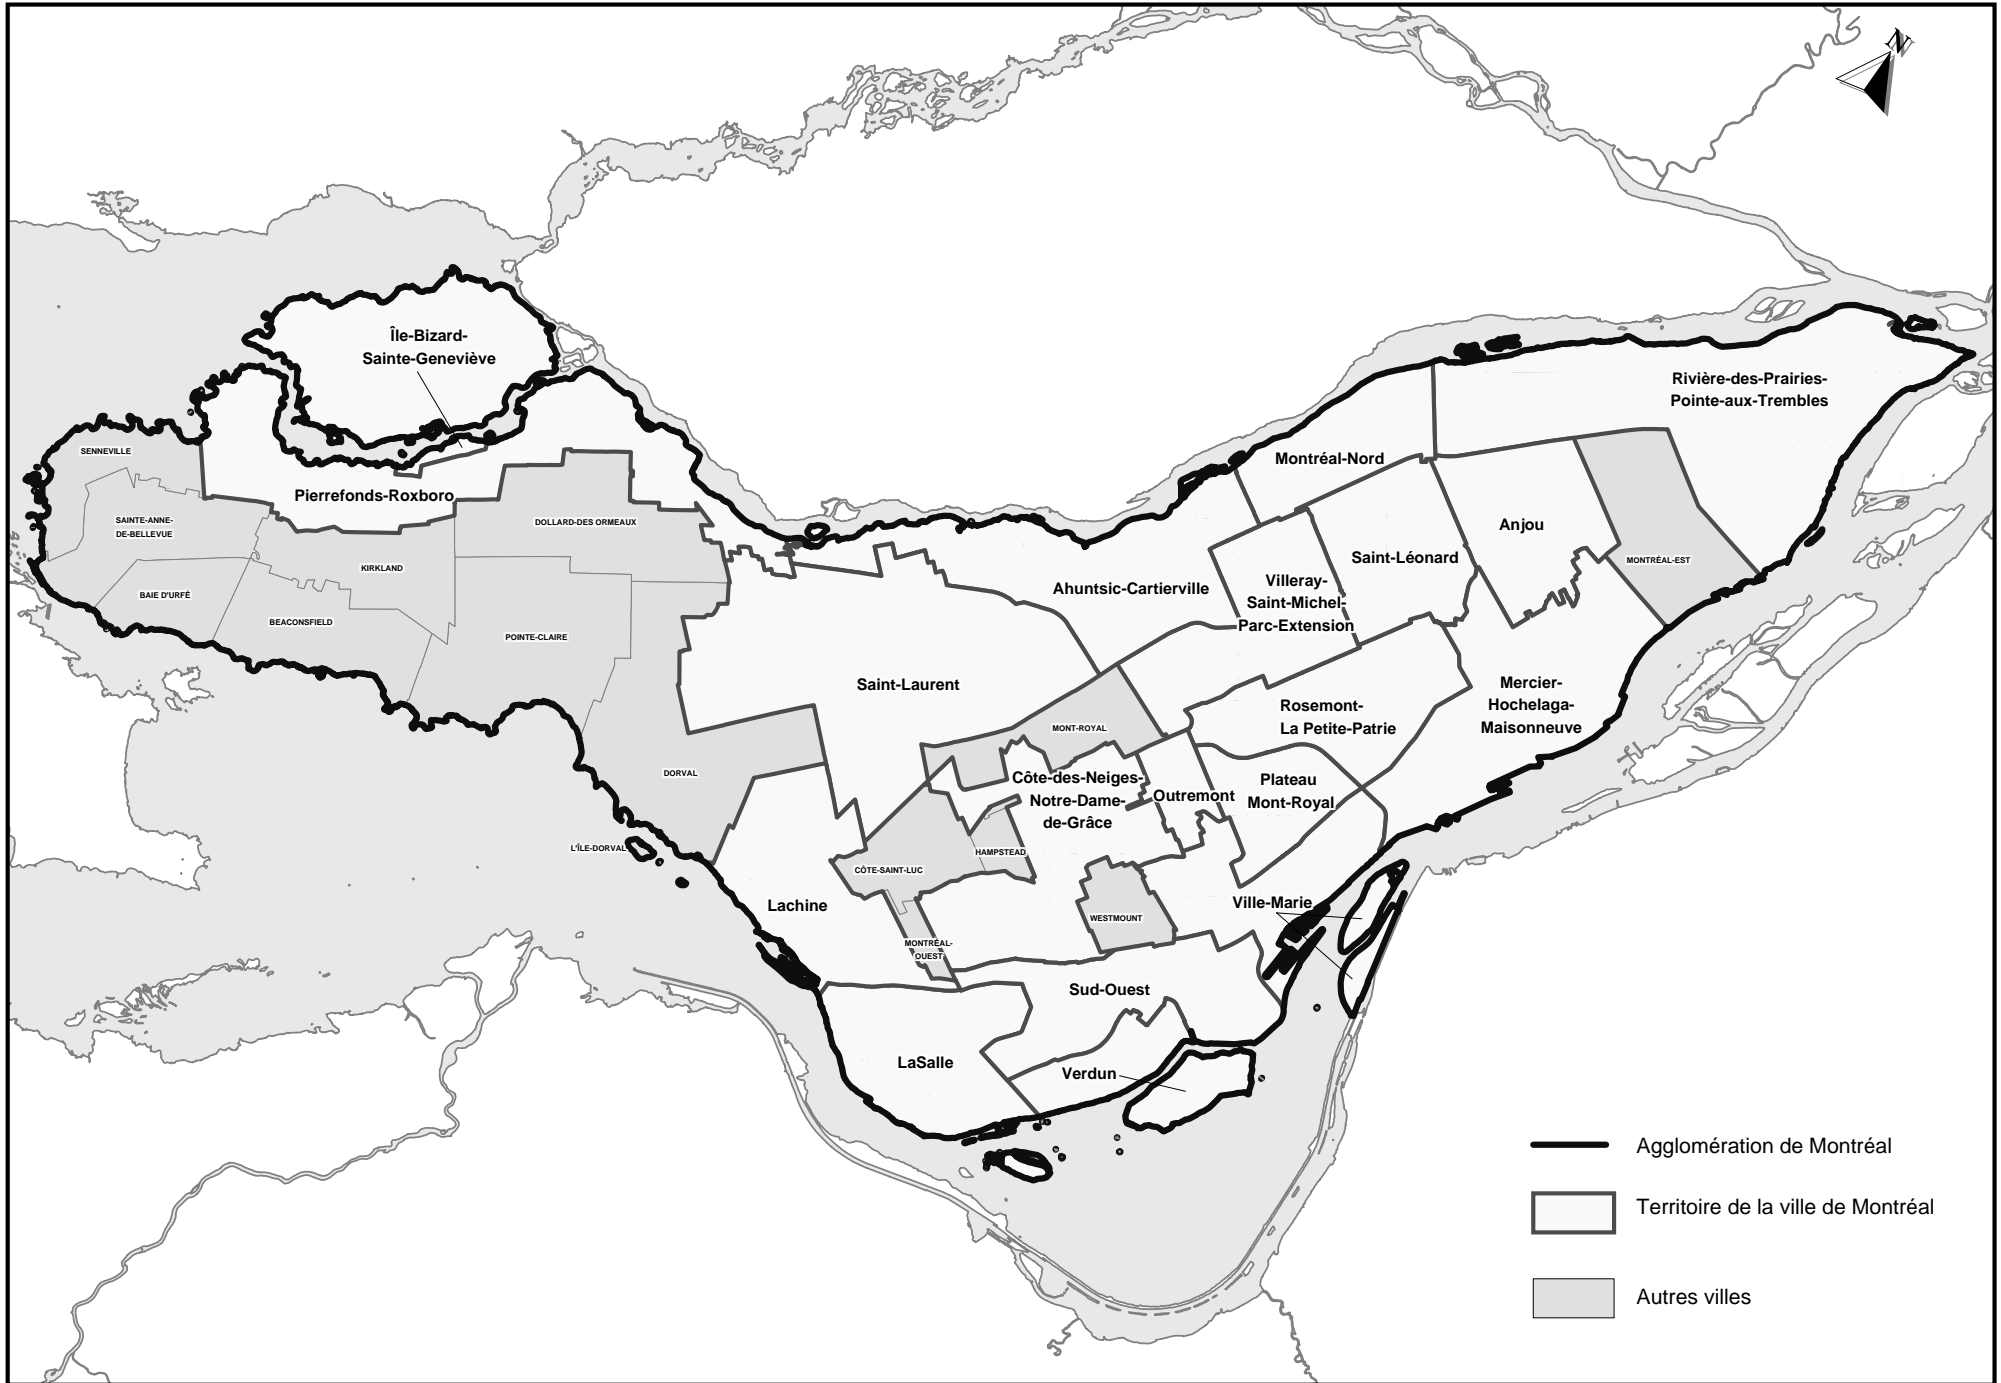 N
Île-Bizard-
Sainte-Geneviève
Rivière-des-Prairies-
Pointe-aux-Trembles
SENNEVILLE
Montréal-Nord
Pierrefonds-Roxboro
SAINTE-ANNE-
DE-BELLEVUE
DOLLARD-DES ORMEAUX
Anjou
KIRKLAND
Saint-Léonard
MONTRÉAL-EST
BAIE D'URFÉ
Ahuntsic-Cartierville
Villeray-
Saint-Michel-
Parc-Extension
BEACONSFIELD
POINTE-CLAIRE
Saint-Laurent
Mercier-
Hochelaga-
Maisonneuve
Rosemont-
La Petite-Patrie
MONT-ROYAL
DORVAL
Côte-des-Neiges-
Notre-Dame-
de-Grâce
Outremont
Plateau
Mont-Royal
L'ÎLE-DORVAL
HAMPSTEAD
CÔTE-SAINT-LUC
Lachine
Ville-Marie
WESTMOUNT
MONTRÉAL-
OUEST
Sud-Ouest
LaSalle
Verdun
Agglomération de Montréal
Territoire de la ville de Montréal
Autres villes